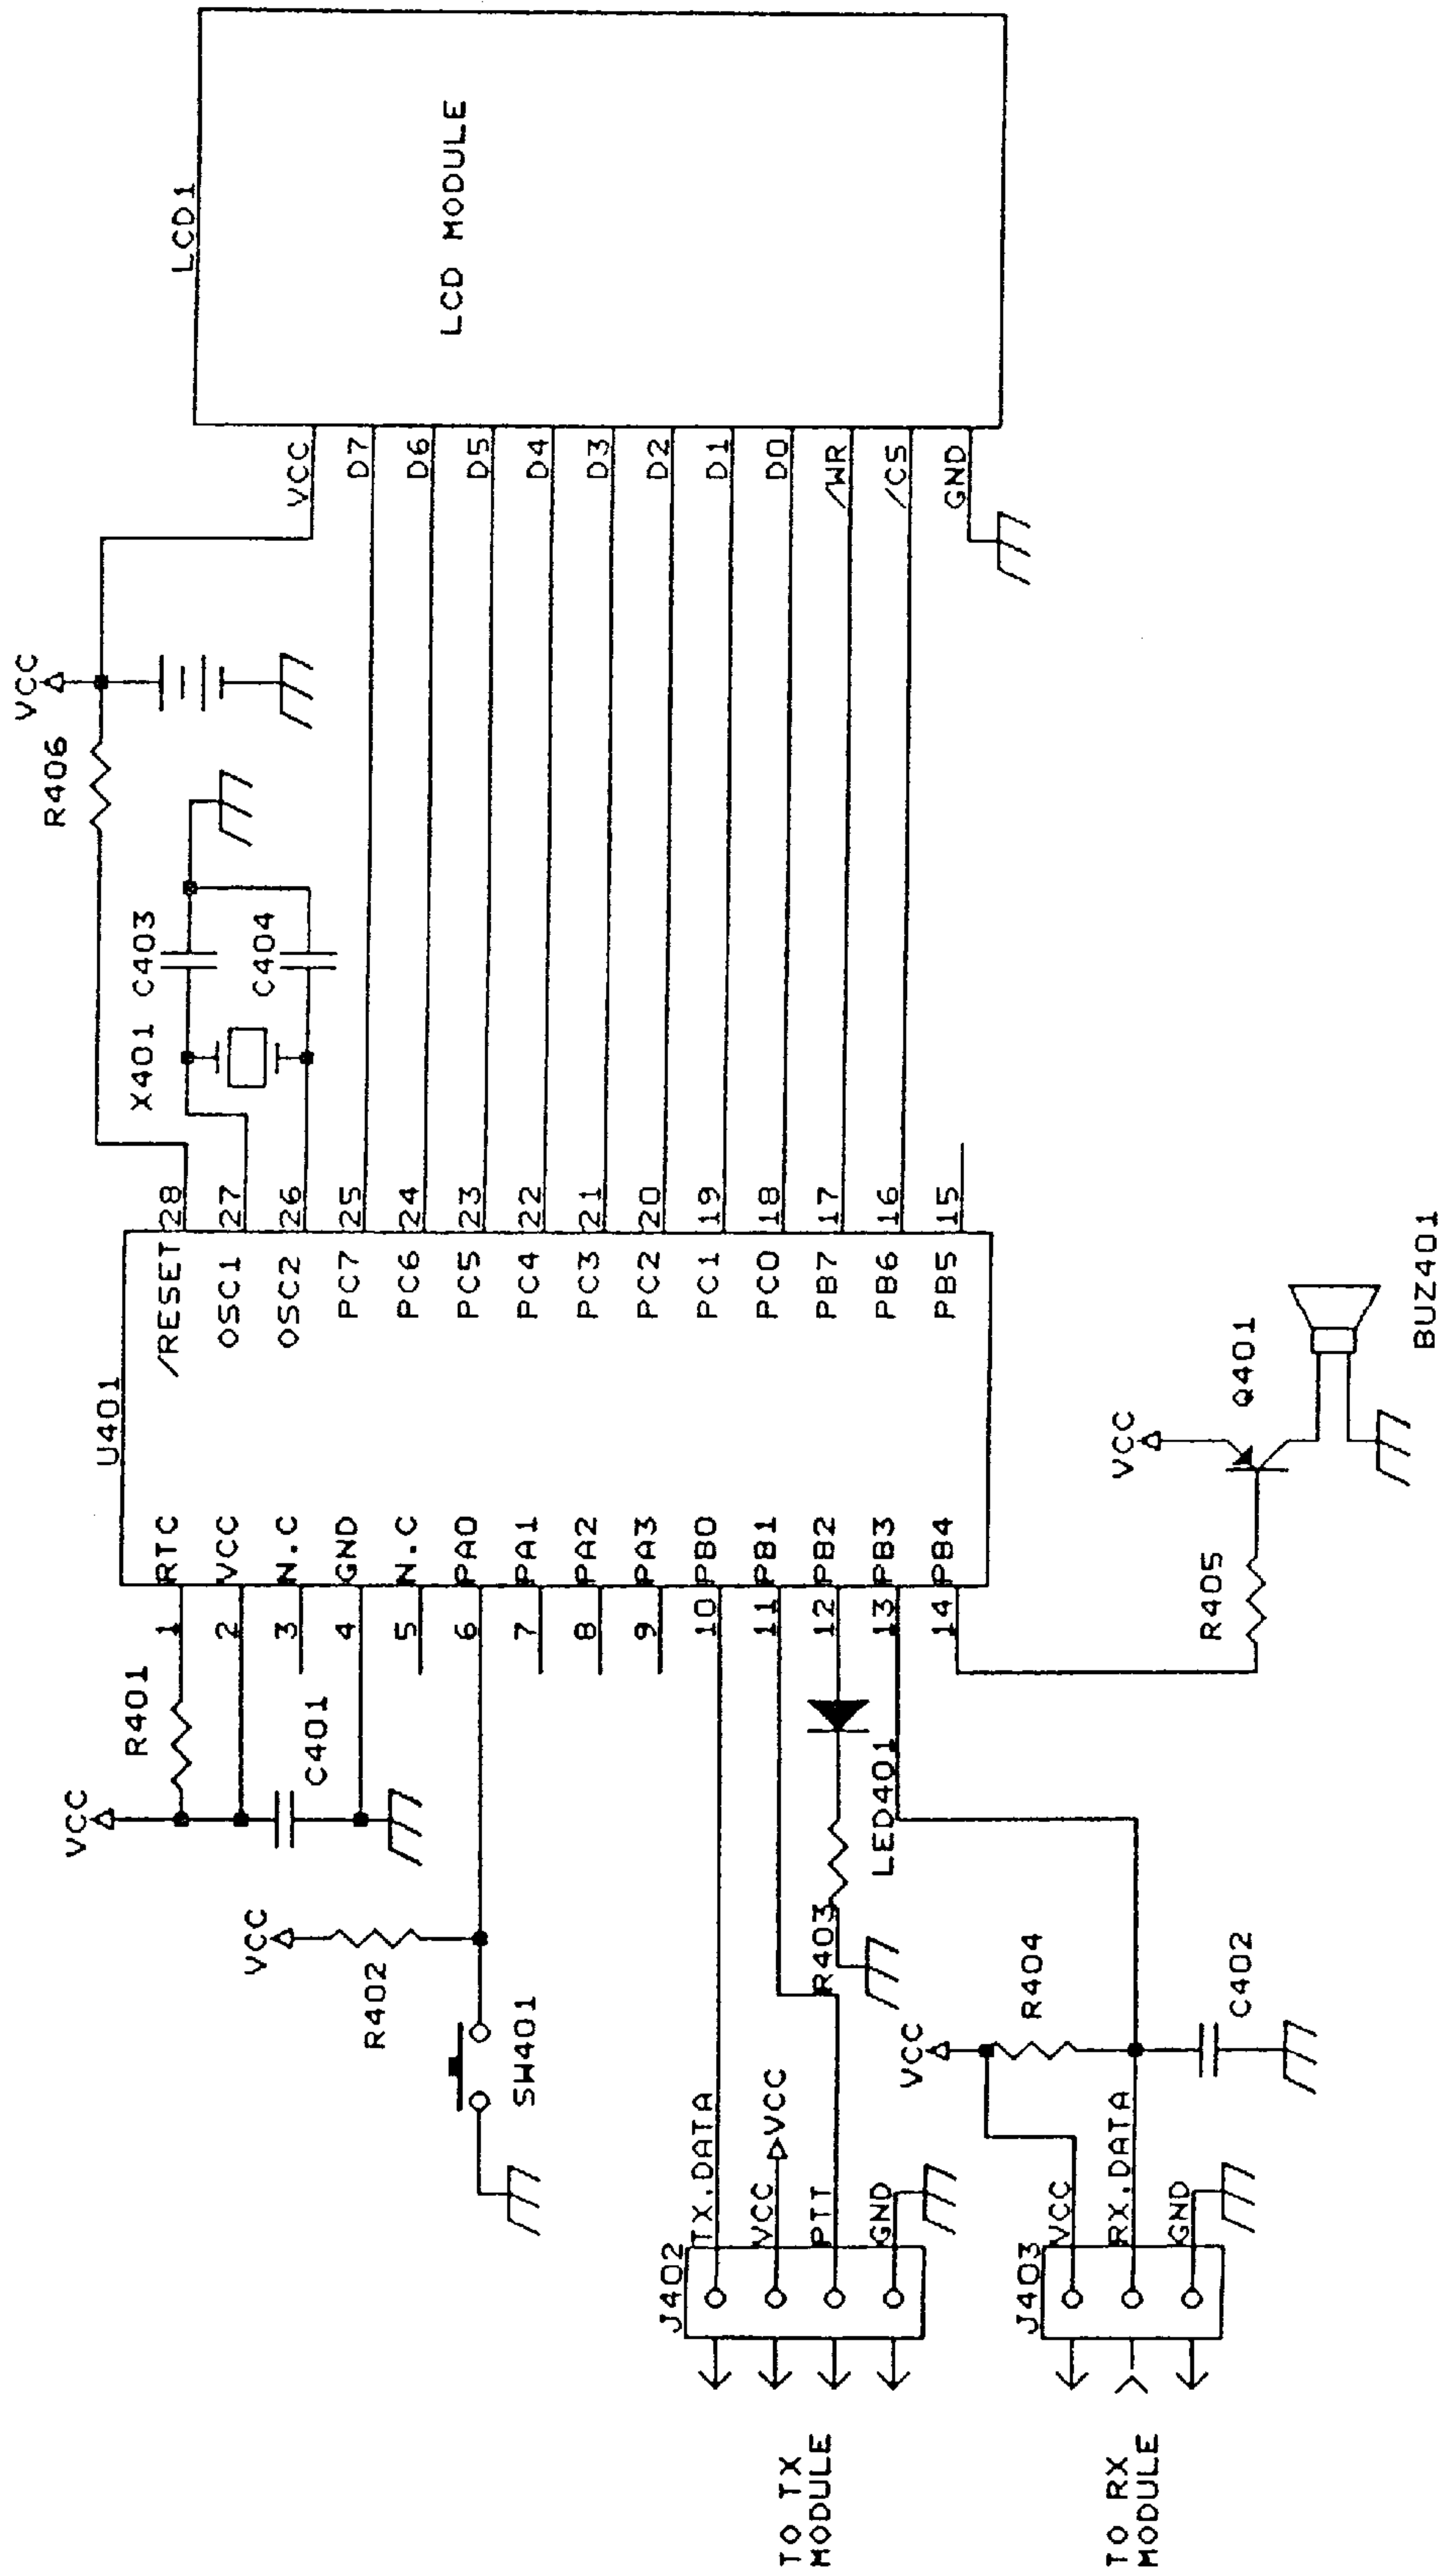 LCD1
LCD MODULE
VCC
D7
D6
D5
D4
D3
D2
D1
D0
/WR
/CS
GND
VCC
R406
X401 C403
C404
U401
/RESET 28
OSC1 27
OSC2 26
PC7 25
PC6 24
PC5 23
PC4 22
PC3 21
PC2 20
PC1 19
PC0 18
PB7 17
PB6 16
PB5 15
1 RTC
2 VCC
3 N.C
4 GND
5 N.C
6 PA0
7 PA1
8 PA2
9 PA3
10 PB0
11 PB1
12 PB2
13 PB3
14 PB4
VCC
R401
C401
VCC
R402
SW401
LED401
R403
R405
VCC
Q401
BUZ401
VCC
R404
C402
J402
TX.DATA
VCC
VCC
PTT
GND
J403
VCC
RX.DATA
GND
TO TX
MODULE
TO RX
MODULE